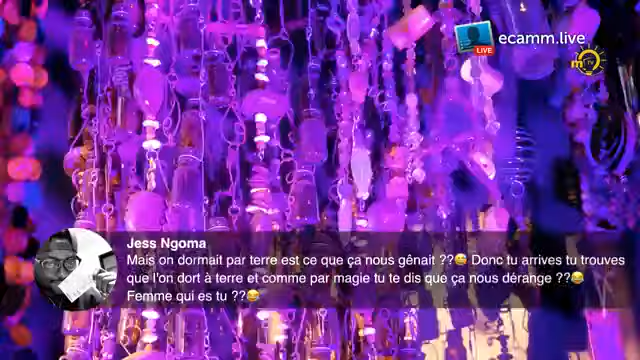 ecamm.live
LIVE
m TV
Jess Ngoma
Mais on dormait par terre est ce que ça nous gênait ??😅 Donc tu arrives tu trouves
que l'on dort à terre et comme par magie tu te dis que ça nous dérange ??😂
Femme qui es tu ??😂